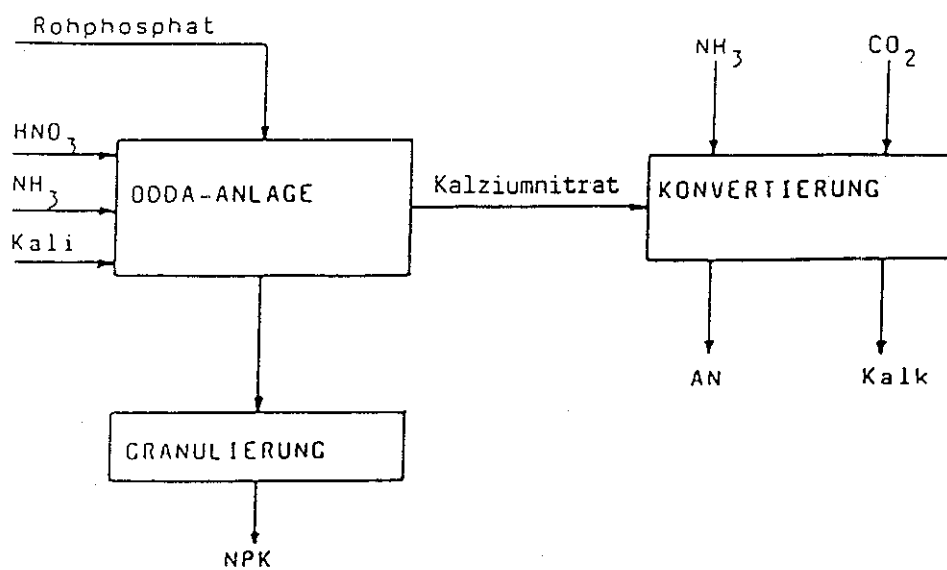 Rohphosphat
NH₃
CO₂
HNO₃
NH₃
Kali
ODDA-ANLAGE
Kalziumnitrat
KONVERTIERUNG
AN
Kalk
GRANULIERUNG
NPK